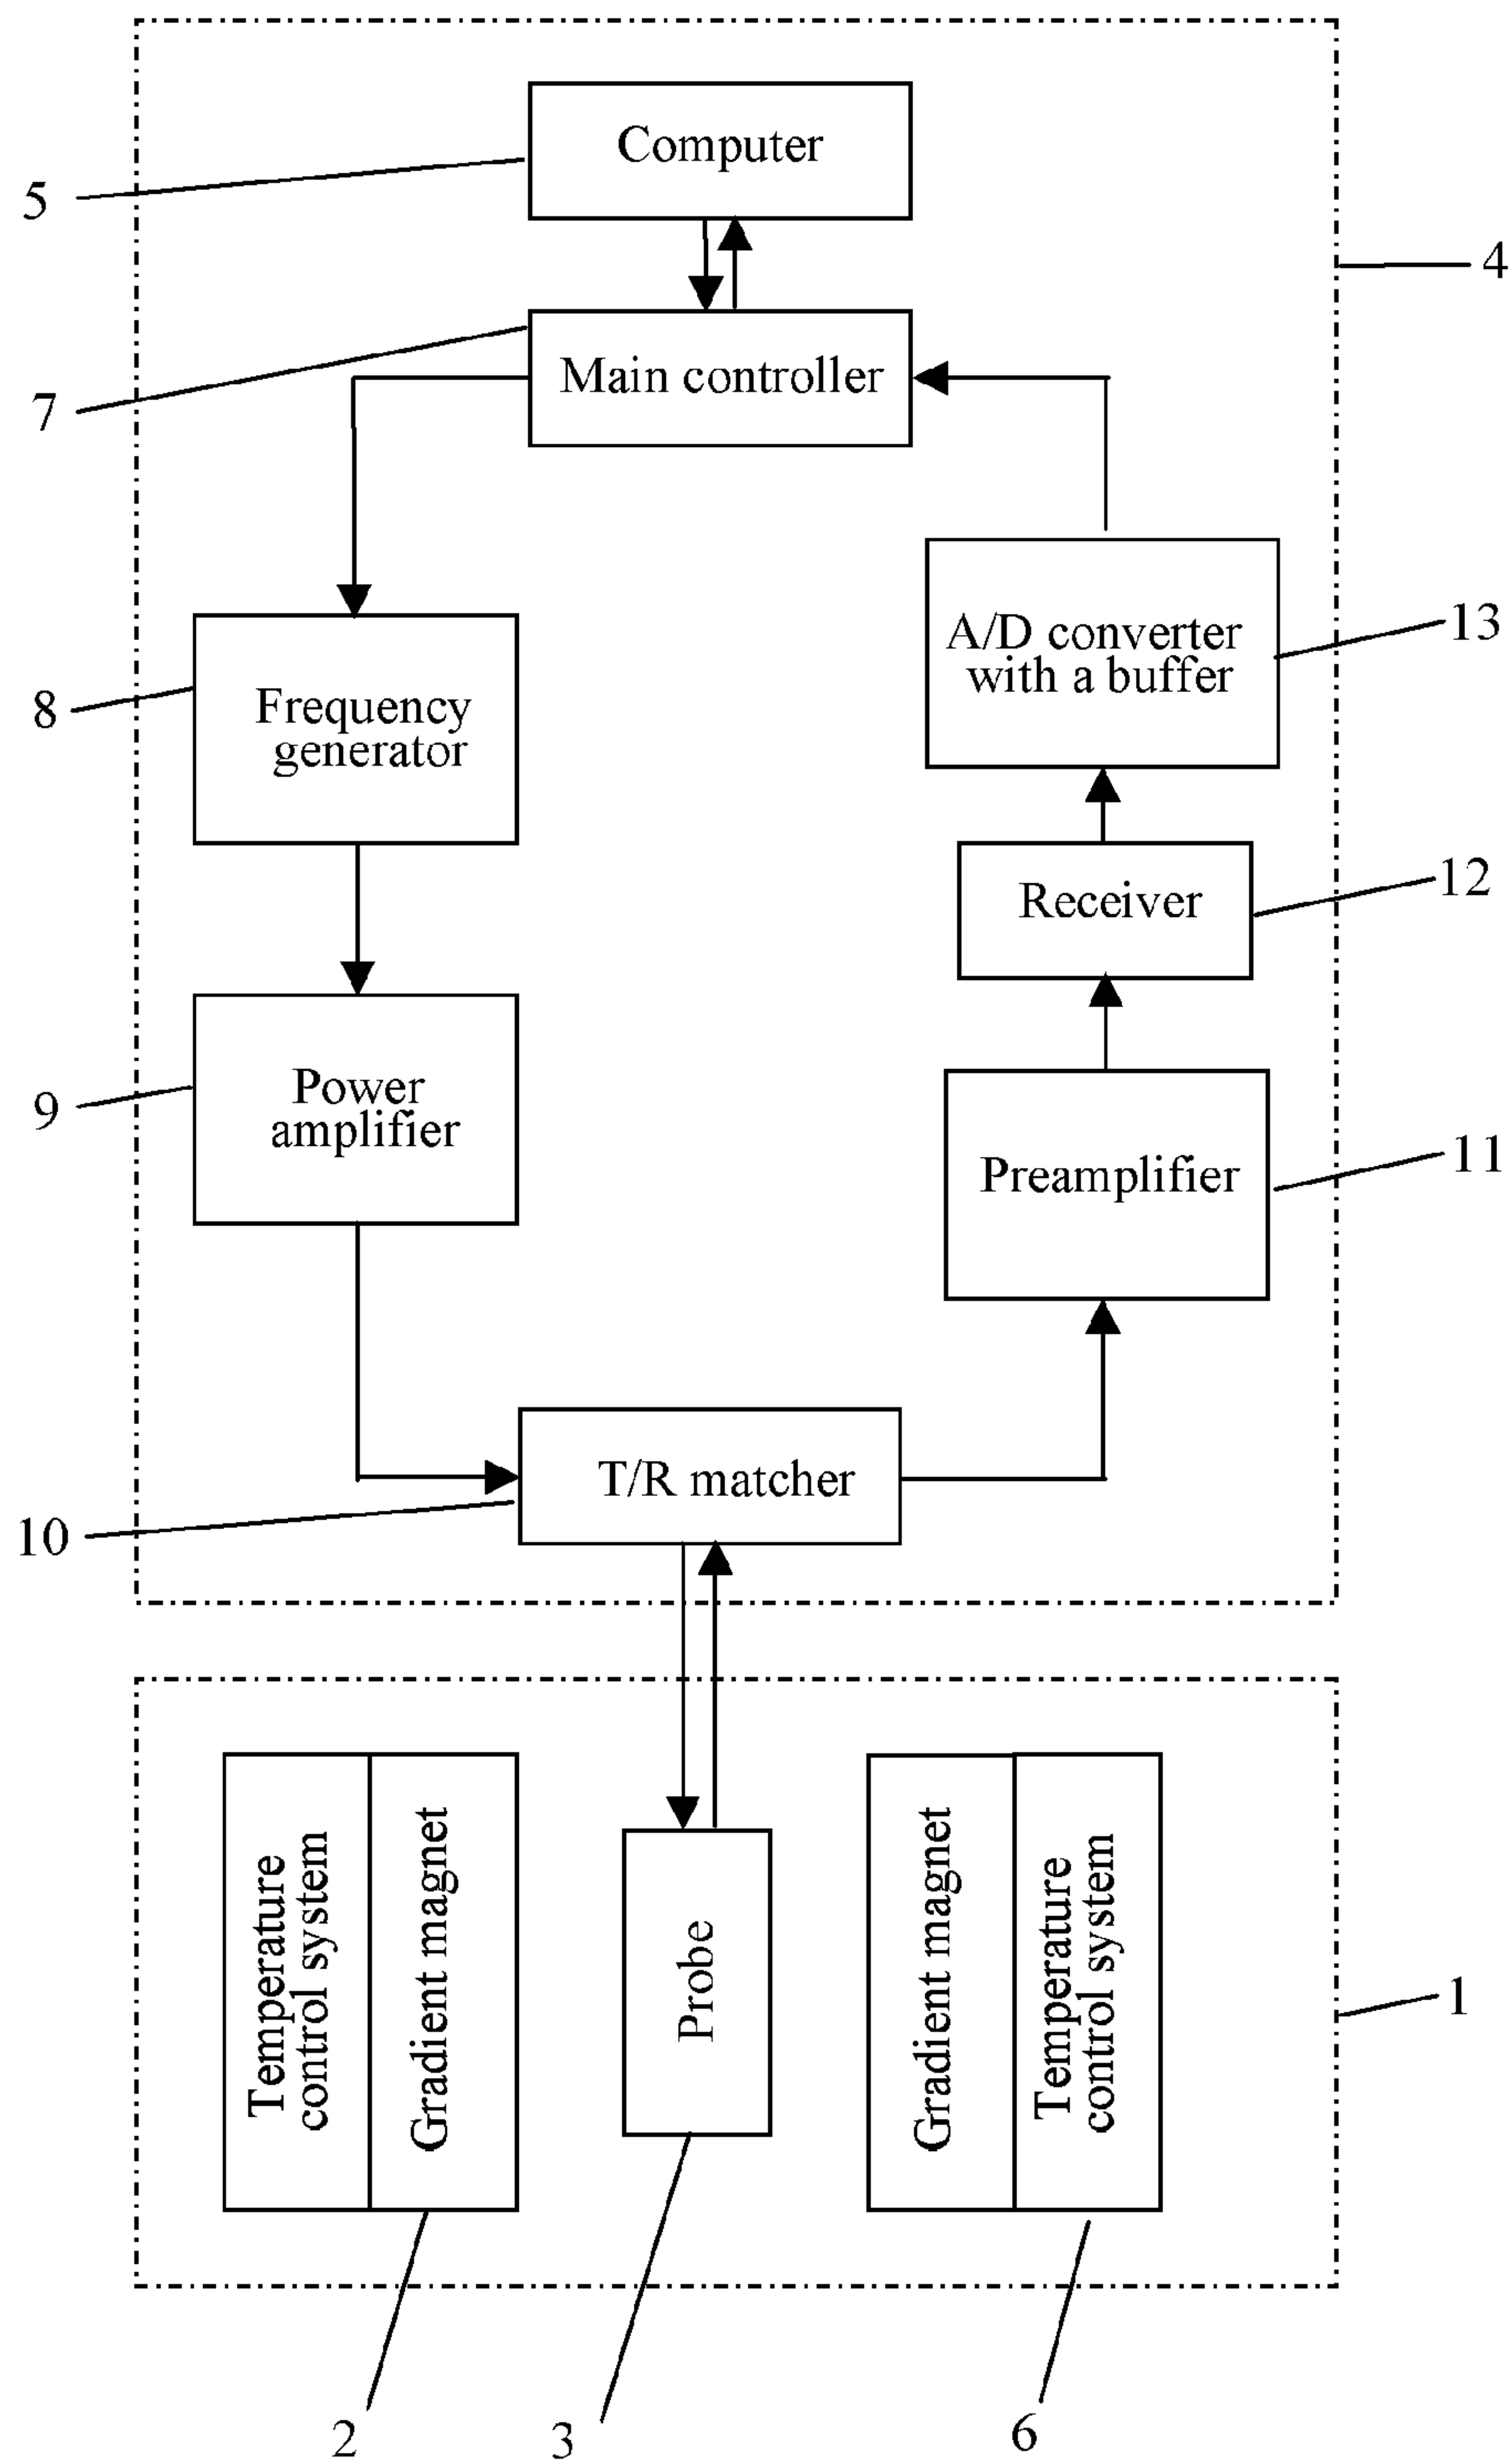 Computer
5
4
Main controller
7
A/D converter
with a buffer
13
8
Frequency
generator
Receiver
12
9
Power
amplifier
Preamplifier
11
T/R matcher
10
Temperature
control system
Gradient magnet
Probe
Gradient magnet
Temperature
control system
1
2
3
6